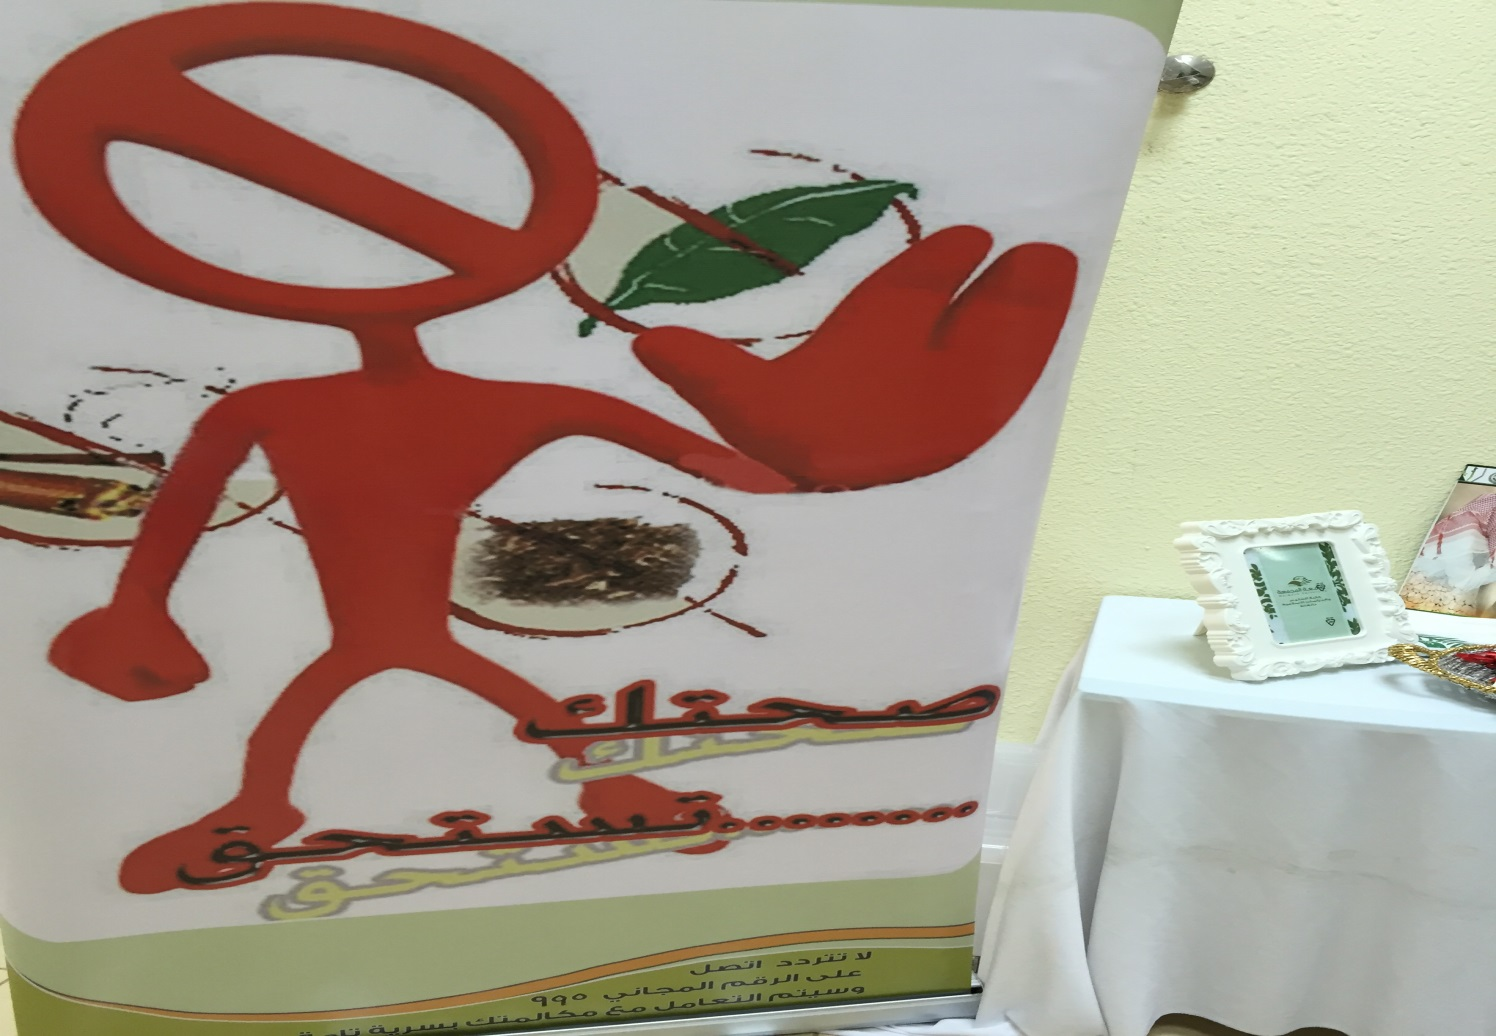 صحتك
........تستحق
لا تتردد اتصل
على الرقم المجاني ٩٩٥
وسيتم التعامل مع مكالمتك بسرية تامة